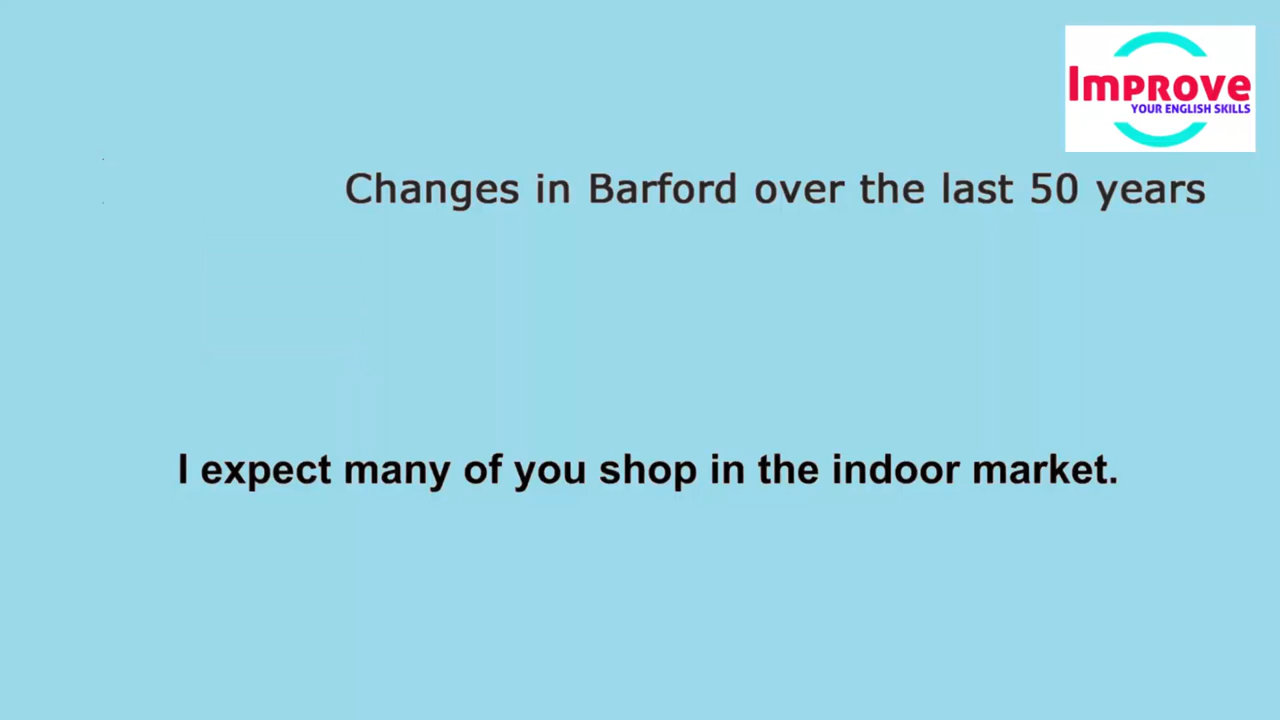 Improve
YOUR ENGLISH SKILLS
Changes in Barford over the last 50 years
I expect many of you shop in the indoor market.